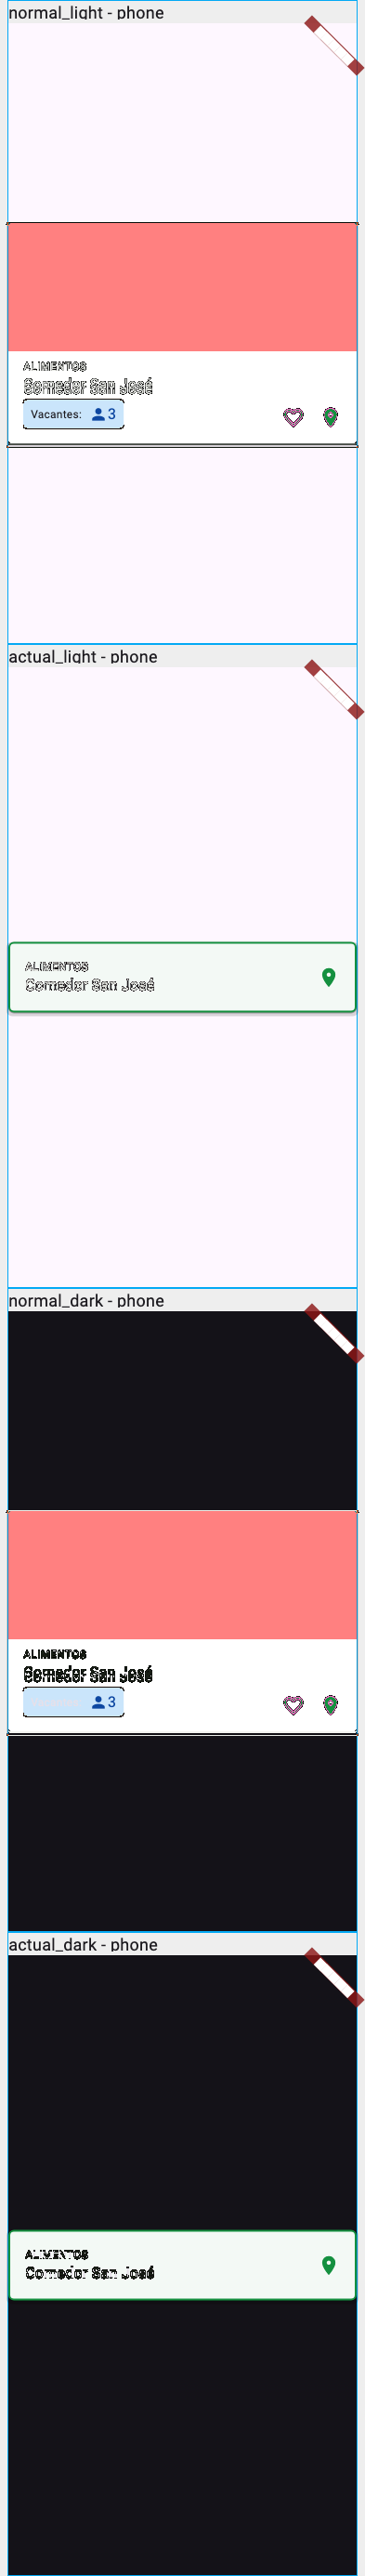 normal_light - phone
ALIMENTOS
Comedor San José
Vacantes: 3
actual_light - phone
ALIMENTOS
Comedor San José
normal_dark - phone
ALIMENTOS
Comedor San José
3
actual_dark - phone
ALIMENTOS
Comedor San José